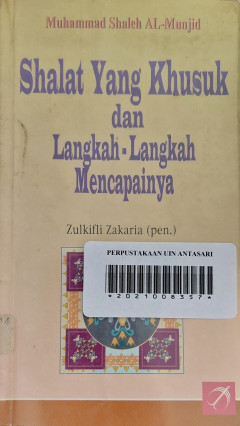 Muhammad Shaleh AL-Munjid
Shalat Yang Khusuk
dan
Langkah - Langkah
Mencapainya
Zulkifli Zakaria (pen.)
PERPUSTAKAAN UIN ANTASARI
*2021008357*